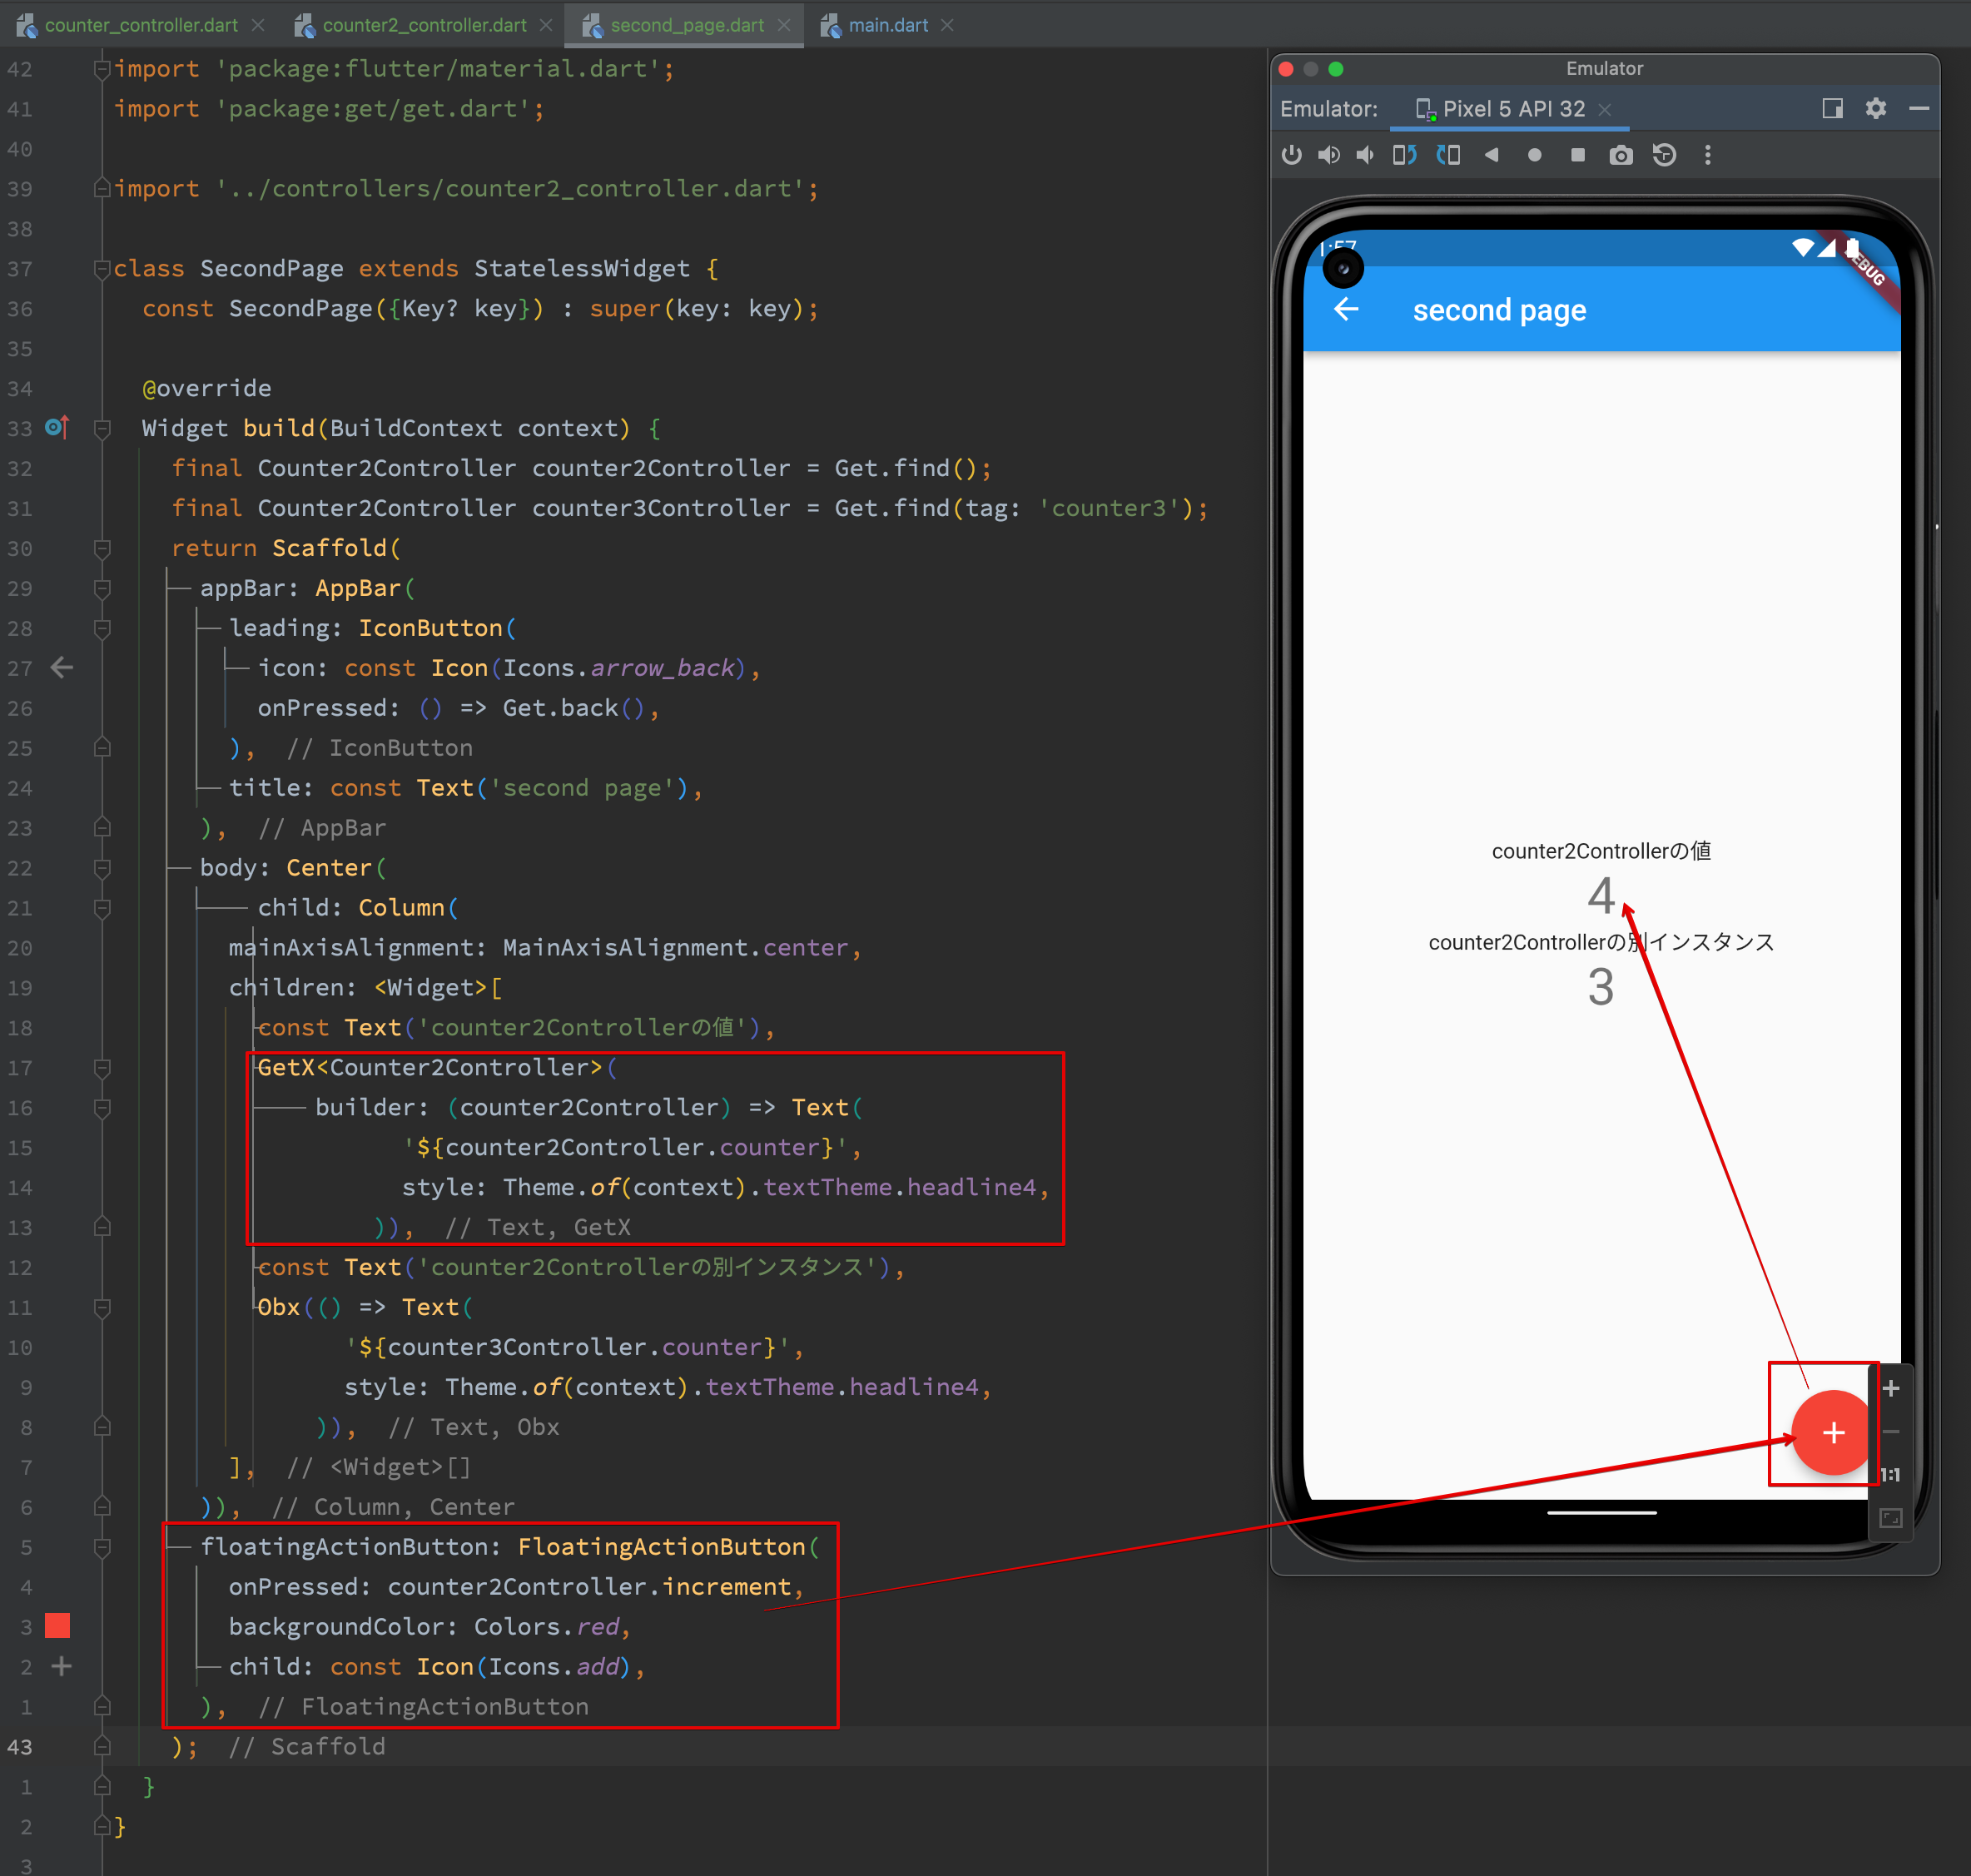 counter_controller.dart counter2_controller.dart second_page.dart main.dart
42 import 'package:flutter/material.dart';
41 import 'package:get/get.dart';
40
39 import '../controllers/counter2_controller.dart';
38
37 class SecondPage extends StatelessWidget {
36 const SecondPage({Key? key}) : super(key: key);
35
34 @override
33 Widget build(BuildContext context) {
32 final Counter2Controller counter2Controller = Get.find();
31 final Counter2Controller counter3Controller = Get.find(tag: 'counter3');
30 return Scaffold(
29 appBar: AppBar(
28 leading: IconButton(
27 icon: const Icon(Icons.arrow_back),
26 onPressed: () => Get.back(),
25 ), // IconButton
24 title: const Text('second page'),
23 ), // AppBar
22 body: Center(
21 child: Column(
20 mainAxisAlignment: MainAxisAlignment.center,
19 children: <Widget>[
18 const Text('counter2Controllerの値'),
17 GetX<Counter2Controller>(
16 builder: (counter2Controller) => Text(
15 '${counter2Controller.counter}',
14 style: Theme.of(context).textTheme.headline4,
13 )), // Text, GetX
12 const Text('counter2Controllerの別インスタンス'),
11 Obx(() => Text(
10 '${counter3Controller.counter}',
9 style: Theme.of(context).textTheme.headline4,
8 )), // Text, Obx
7 ], // <Widget>[]
6 )), // Column, Center
5 floatingActionButton: FloatingActionButton(
4 onPressed: counter2Controller.increment,
3 backgroundColor: Colors.red,
2 child: const Icon(Icons.add),
1 ), // FloatingActionButton
43 ); // Scaffold
1 }
2 }
3
Emulator
Emulator: Pixel 5 API 32
1:57
second page
counter2Controllerの値
4
counter2Controllerの別インスタンス
3
+
1:1